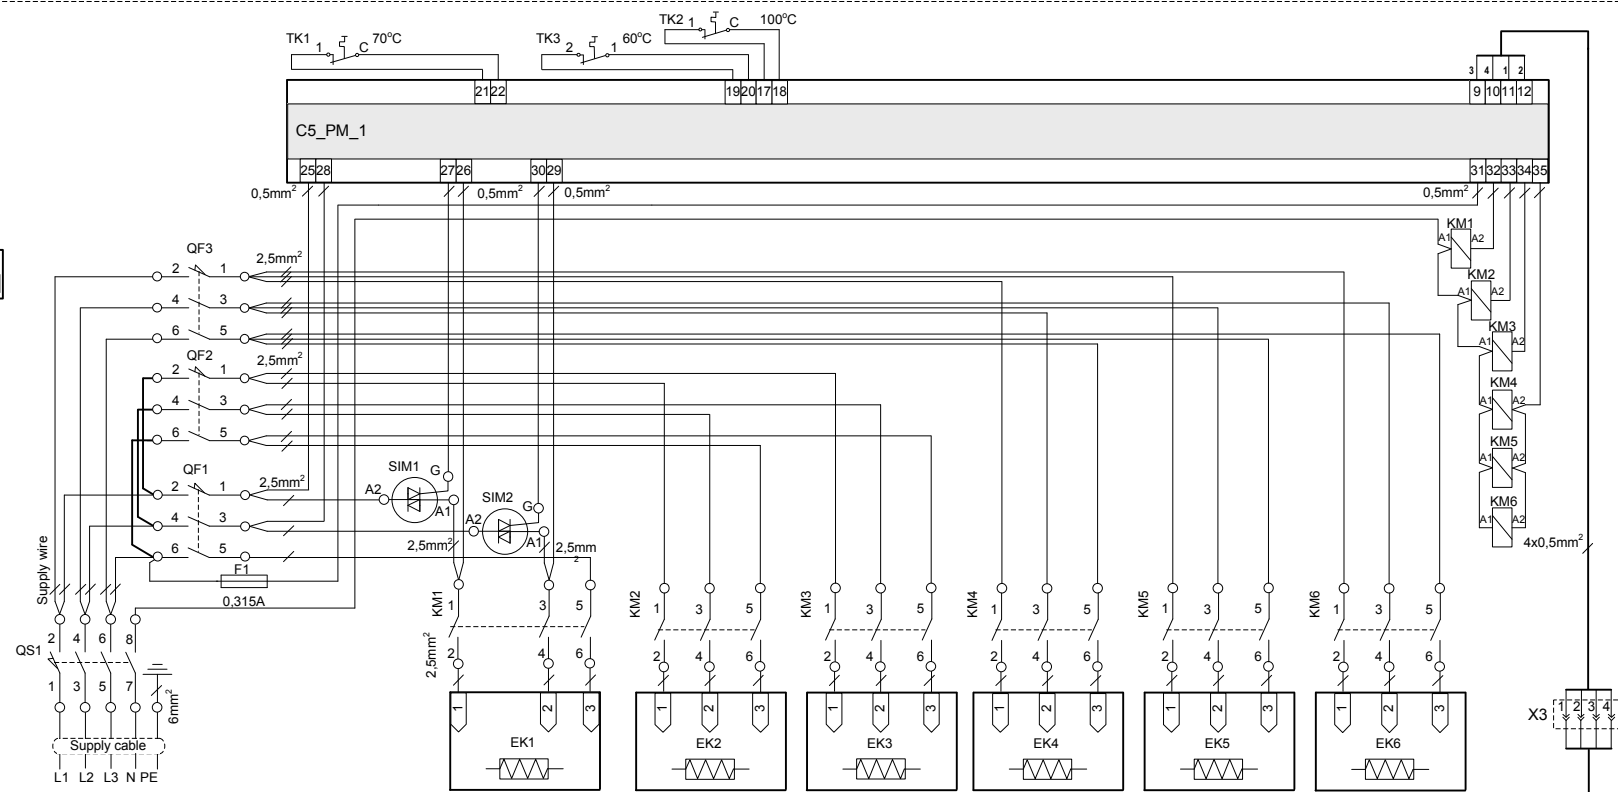 TK1 1 C 70°C
TK3 2 1 60°C
TK2 1 C 100°C
3 4 1 2
21 22
19 20 17 18
9 10 11 12
C5_PM_1
25 28
27 26
30 29
31 32 33 34 35
0,5mm²
0,5mm²
0,5mm²
0,5mm²
KM1
A1 A2
KM2
A1 A2
KM3
A1 A2
KM4
A1 A2
KM5
A1 A2
KM6
A1 A2
4x0,5mm²
QF3
2 1
4 3
6 5
2,5mm²
QF2
2 1
4 3
6 5
2,5mm²
QF1
2 1
4 3
6 5
2,5mm²
SIM1
A2 G A1
SIM2
A2 G A1
2,5mm²
2,5mm²
F1
0,315A
Supply wire
QS1
2 4 6 8
1 3 5 7
6mm²
Supply cable
L1 L2 L3 N PE
KM1
1 3 5
2 4 6
2,5mm²
1 2 3
EK1
KM2
1 3 5
2 4 6
1 2 3
EK2
KM3
1 3 5
2 4 6
1 2 3
EK3
KM4
1 3 5
2 4 6
1 2 3
EK4
KM5
1 3 5
2 4 6
1 2 3
EK5
KM6
1 3 5
2 4 6
1 2 3
EK6
X3
1 2 3 4